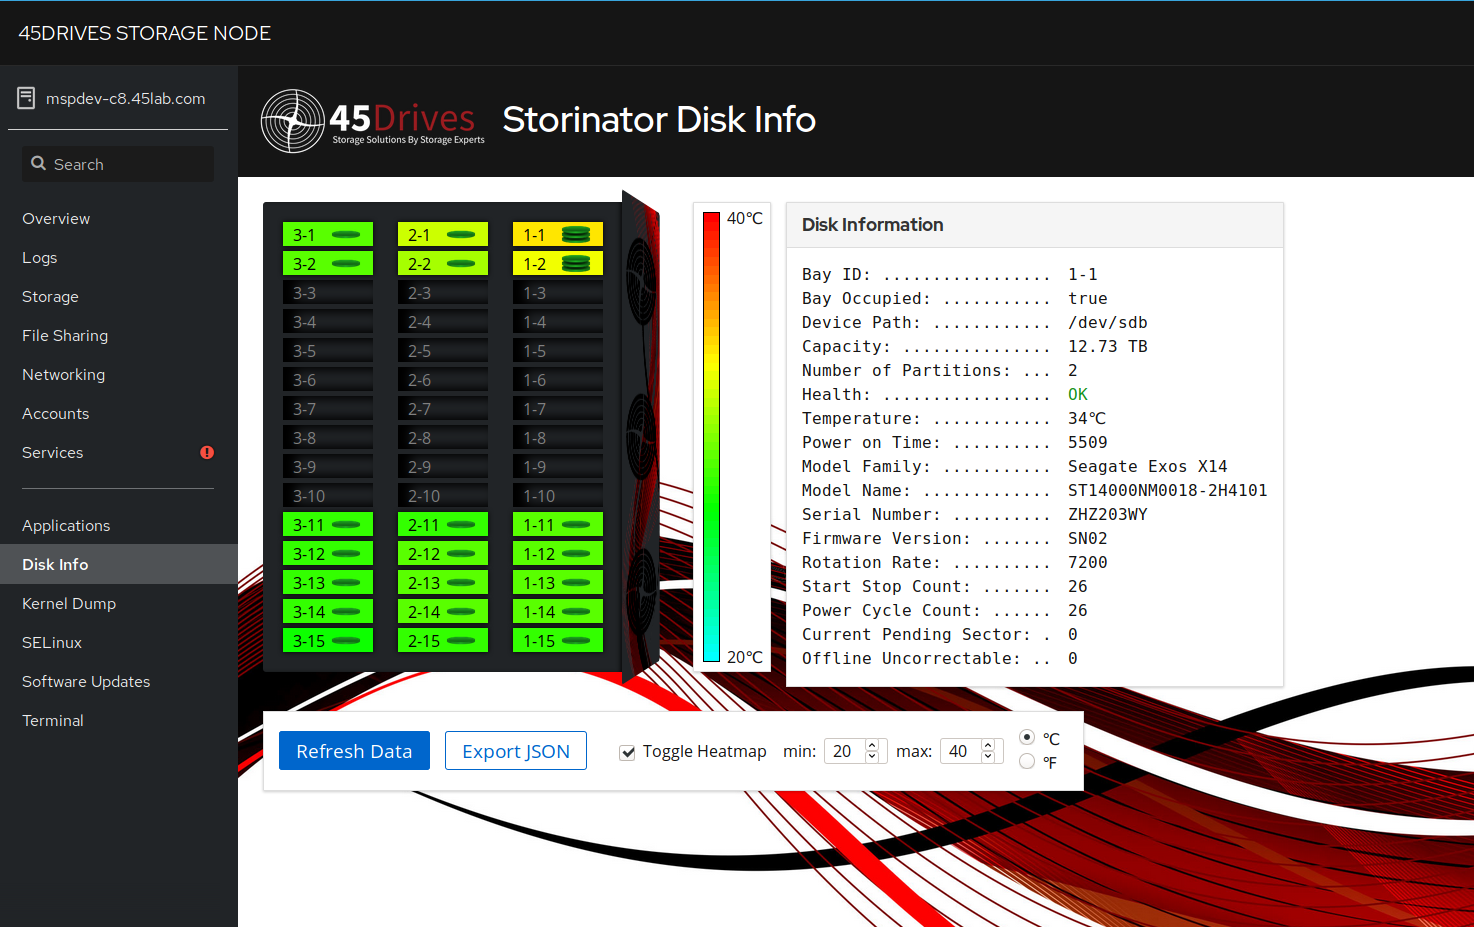 45DRIVES STORAGE NODE
mspdev-c8.45lab.com
Search
Overview
Logs
Storage
File Sharing
Networking
Accounts
Services
Applications
Disk Info
Kernel Dump
SELinux
Software Updates
Terminal
45Drives
Storage Solutions By Storage Experts
Storinator Disk Info
3-1 2-1 1-1
3-2 2-2 1-2
3-3 2-3 1-3
3-4 2-4 1-4
3-5 2-5 1-5
3-6 2-6 1-6
3-7 2-7 1-7
3-8 2-8 1-8
3-9 2-9 1-9
3-10 2-10 1-10
3-11 2-11 1-11
3-12 2-12 1-12
3-13 2-13 1-13
3-14 2-14 1-14
3-15 2-15 1-15
40℃
20℃
Disk Information
Bay ID: ................. 1-1
Bay Occupied: ........... true
Device Path: ............ /dev/sdb
Capacity: ............... 12.73 TB
Number of Partitions: ... 2
Health: ................. OK
Temperature: ............ 34℃
Power on Time: .......... 5509
Model Family: ........... Seagate Exos X14
Model Name: ............. ST14000NM0018-2H4101
Serial Number: .......... ZHZ203WY
Firmware Version: ....... SN02
Rotation Rate: .......... 7200
Start Stop Count: ....... 26
Power Cycle Count: ...... 26
Current Pending Sector: . 0
Offline Uncorrectable: .. 0
Refresh Data Export JSON Toggle Heatmap min: 20 max: 40
℃
℉